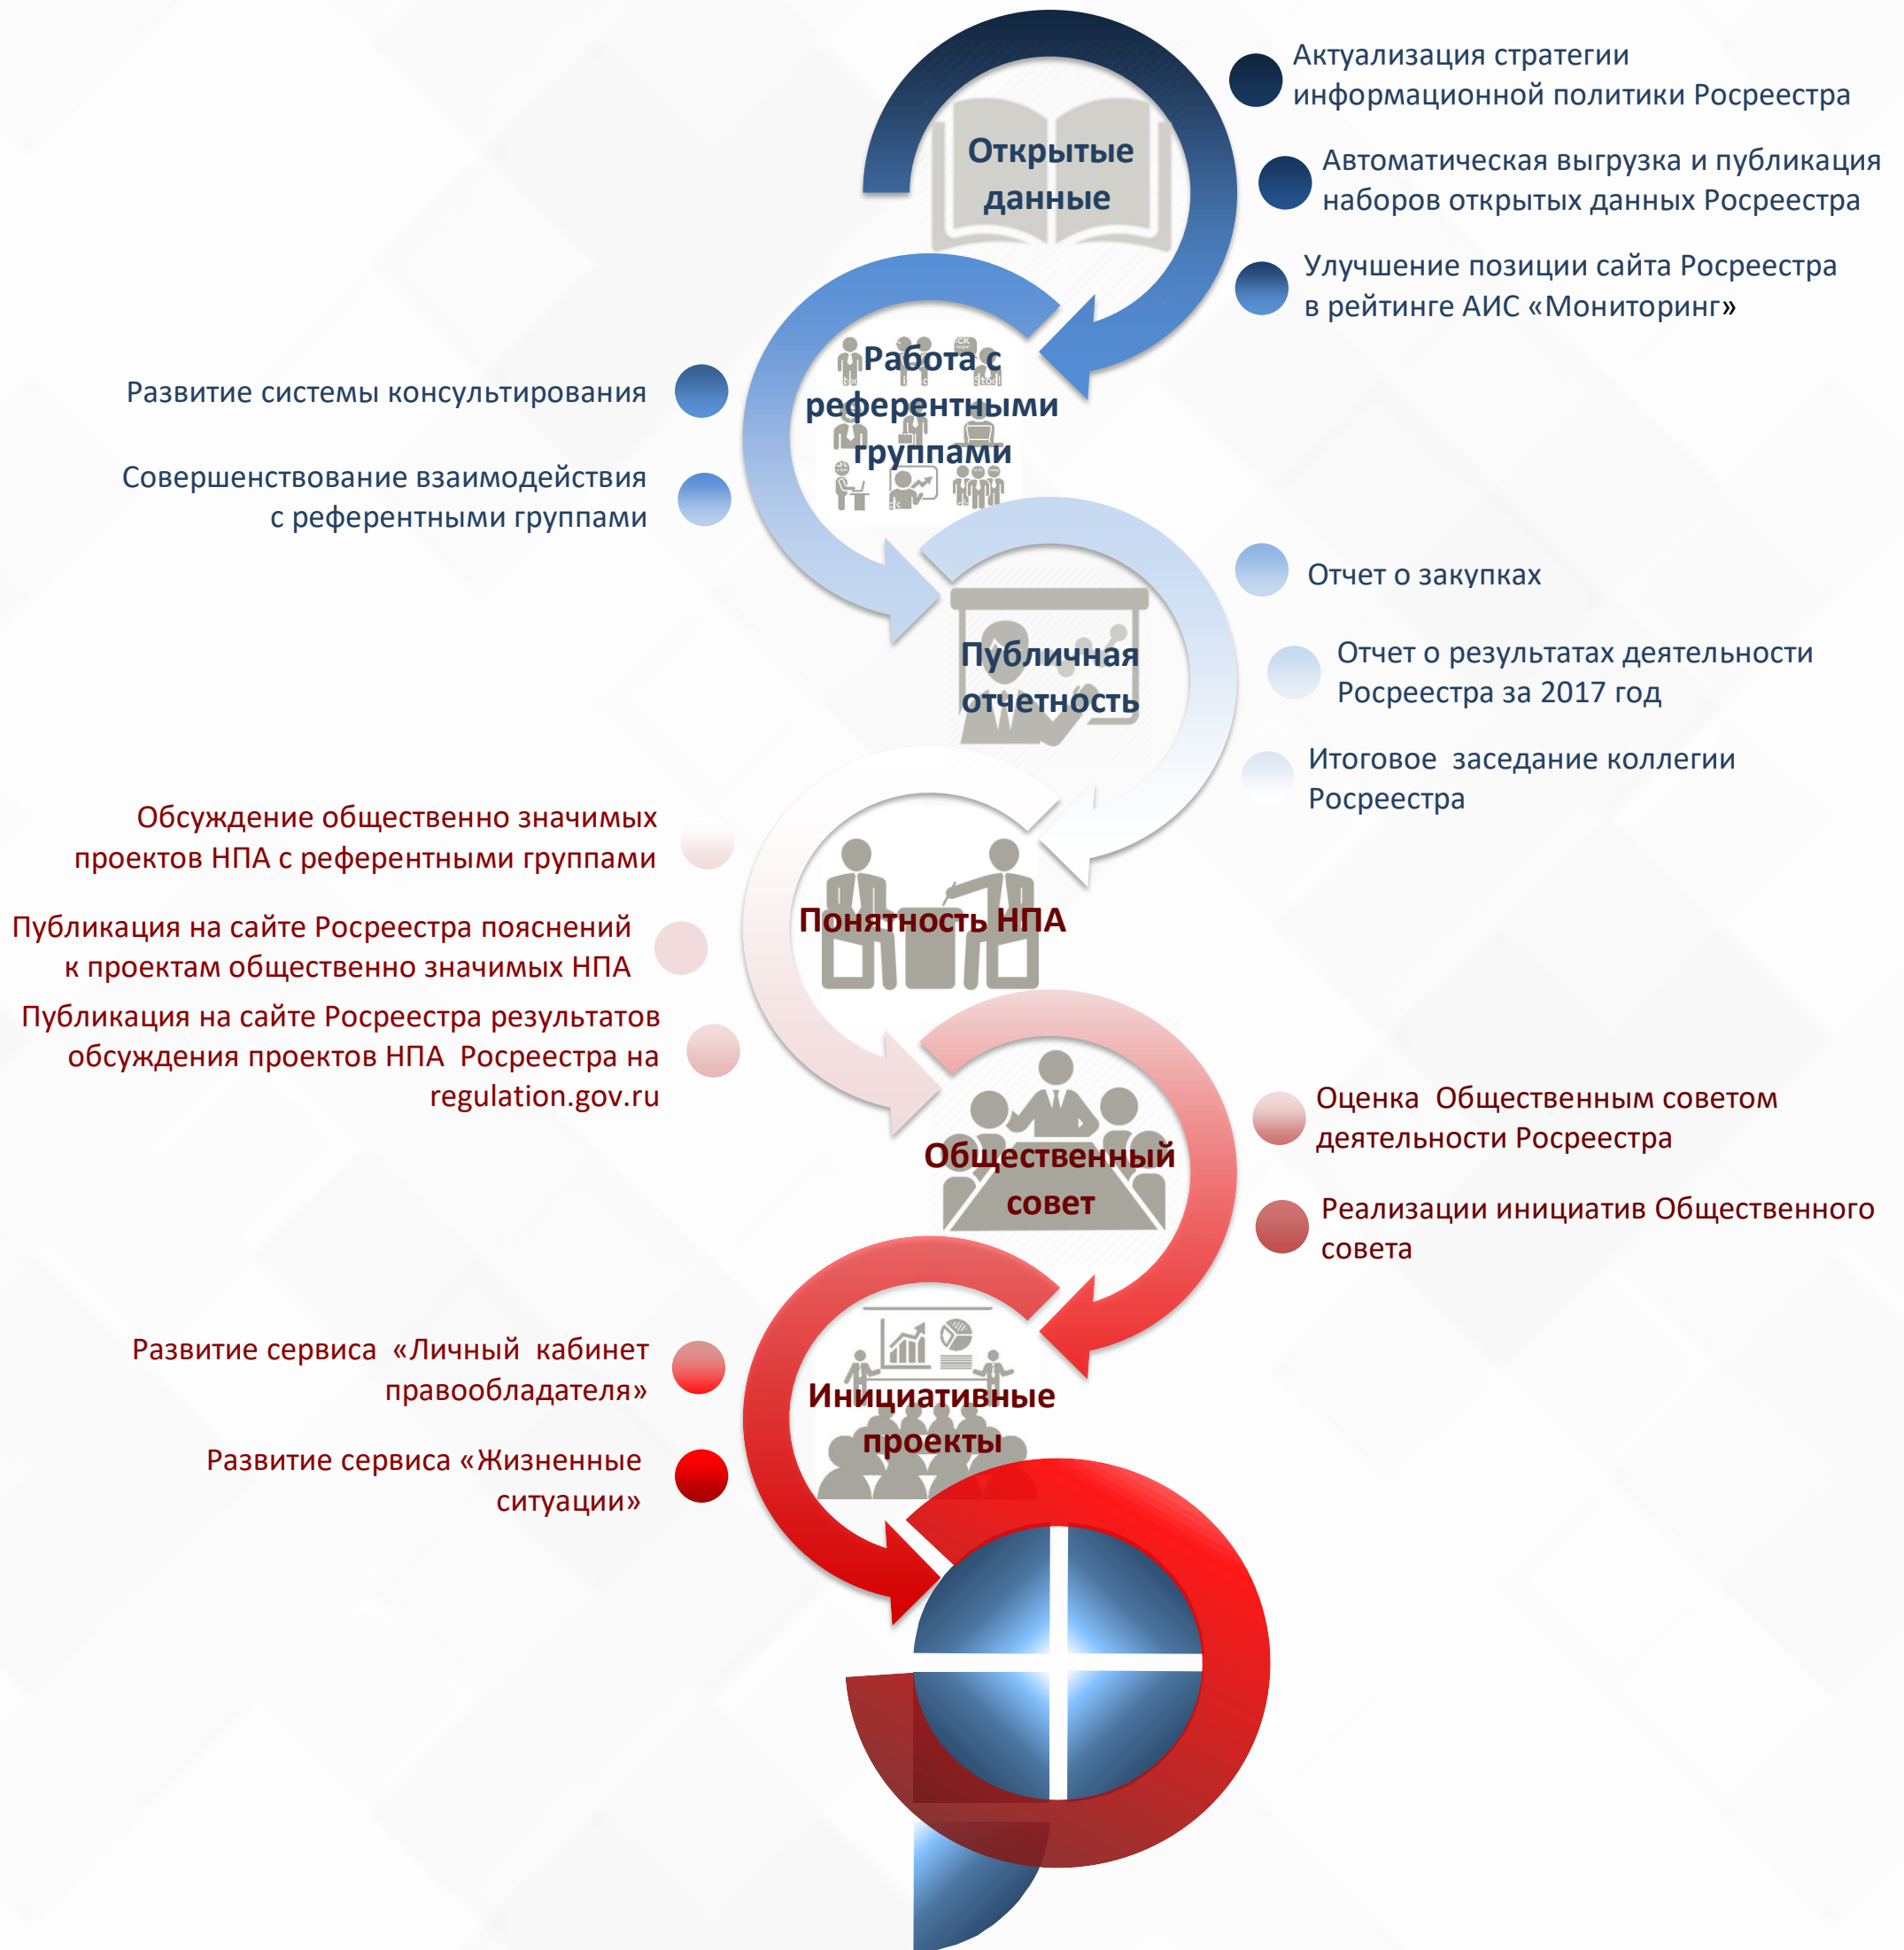 Открытые
данные
Актуализация стратегии
информационной политики Росреестра
Автоматическая выгрузка и публикация
наборов открытых данных Росреестра
Улучшение позиции сайта Росреестра
в рейтинге АИС «Мониторинг»
Работа с
референтными
группами
Развитие системы консультирования
Совершенствование взаимодействия
с референтными группами
Публичная
отчетность
Отчет о закупках
Отчет о результатах деятельности
Росреестра за 2017 год
Итоговое  заседание коллегии
Росреестра
Понятность НПА
Обсуждение общественно значимых
проектов НПА с референтными группами
Публикация на сайте Росреестра пояснений
к проектам общественно значимых НПА
Публикация на сайте Росреестра результатов
обсуждения проектов НПА  Росреестра на
regulation.gov.ru
Общественный
совет
Оценка  Общественным советом
деятельности Росреестра
Реализации инициатив Общественного
совета
Инициативные
проекты
Развитие сервиса  «Личный  кабинет
правообладателя»
Развитие сервиса «Жизненные
ситуации»